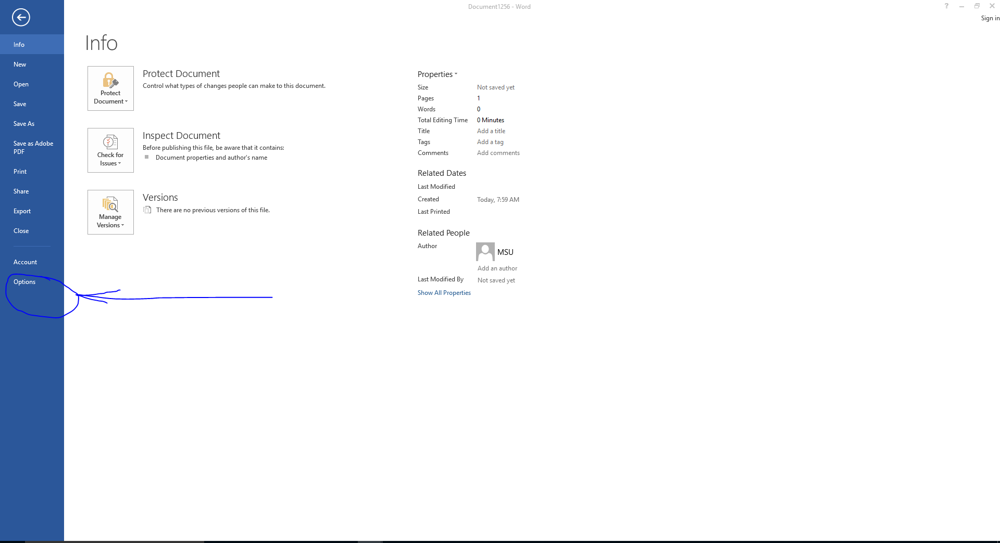 Document1256 - Word
?
Sign in
Info
New
Open
Save
Save As
Save as Adobe
PDF
Print
Share
Export
Close
Account
Options
Info
Protect
Document
Protect Document
Control what types of changes people can make to this document.
Check for
Issues
Inspect Document
Before publishing this file, be aware that it contains:
Document properties and author's name
Manage
Versions
Versions
There are no previous versions of this file.
Properties
Size Not saved yet
Pages 1
Words 0
Total Editing Time 0 Minutes
Title Add a title
Tags Add a tag
Comments Add comments
Related Dates
Last Modified
Created Today, 7:59 AM
Last Printed
Related People
Author MSU
Add an author
Last Modified By Not saved yet
Show All Properties